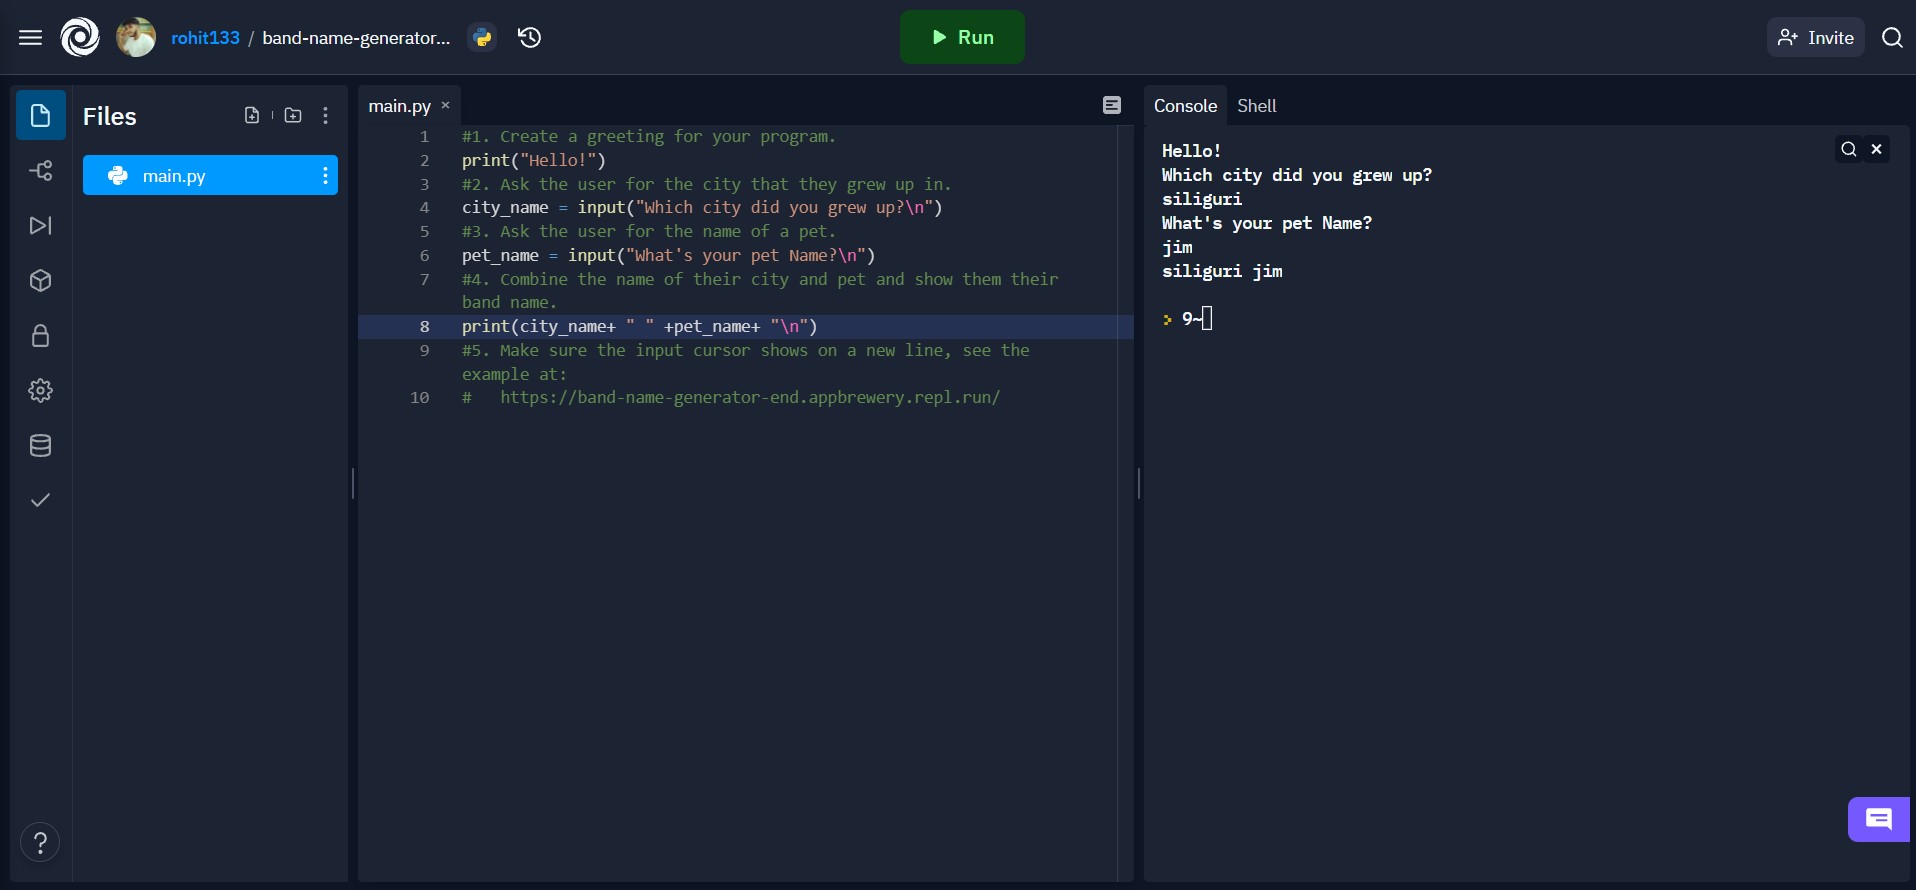 rohit133 / band-name-generator...
Run
Invite
Files
main.py
main.py ×
1 #1. Create a greeting for your program.
2 print("Hello!")
3 #2. Ask the user for the city that they grew up in.
4 city_name = input("Which city did you grew up?\n")
5 #3. Ask the user for the name of a pet.
6 pet_name = input("What's your pet Name?\n")
7 #4. Combine the name of their city and pet and show them their
band name.
8 print(city_name+ " " +pet_name+ "\n")
9 #5. Make sure the input cursor shows on a new line, see the
example at:
10 #   https://band-name-generator-end.appbrewery.repl.run/
Console Shell
Hello!
Which city did you grew up?
siliguri
What's your pet Name?
jim
siliguri jim
> 9~
?